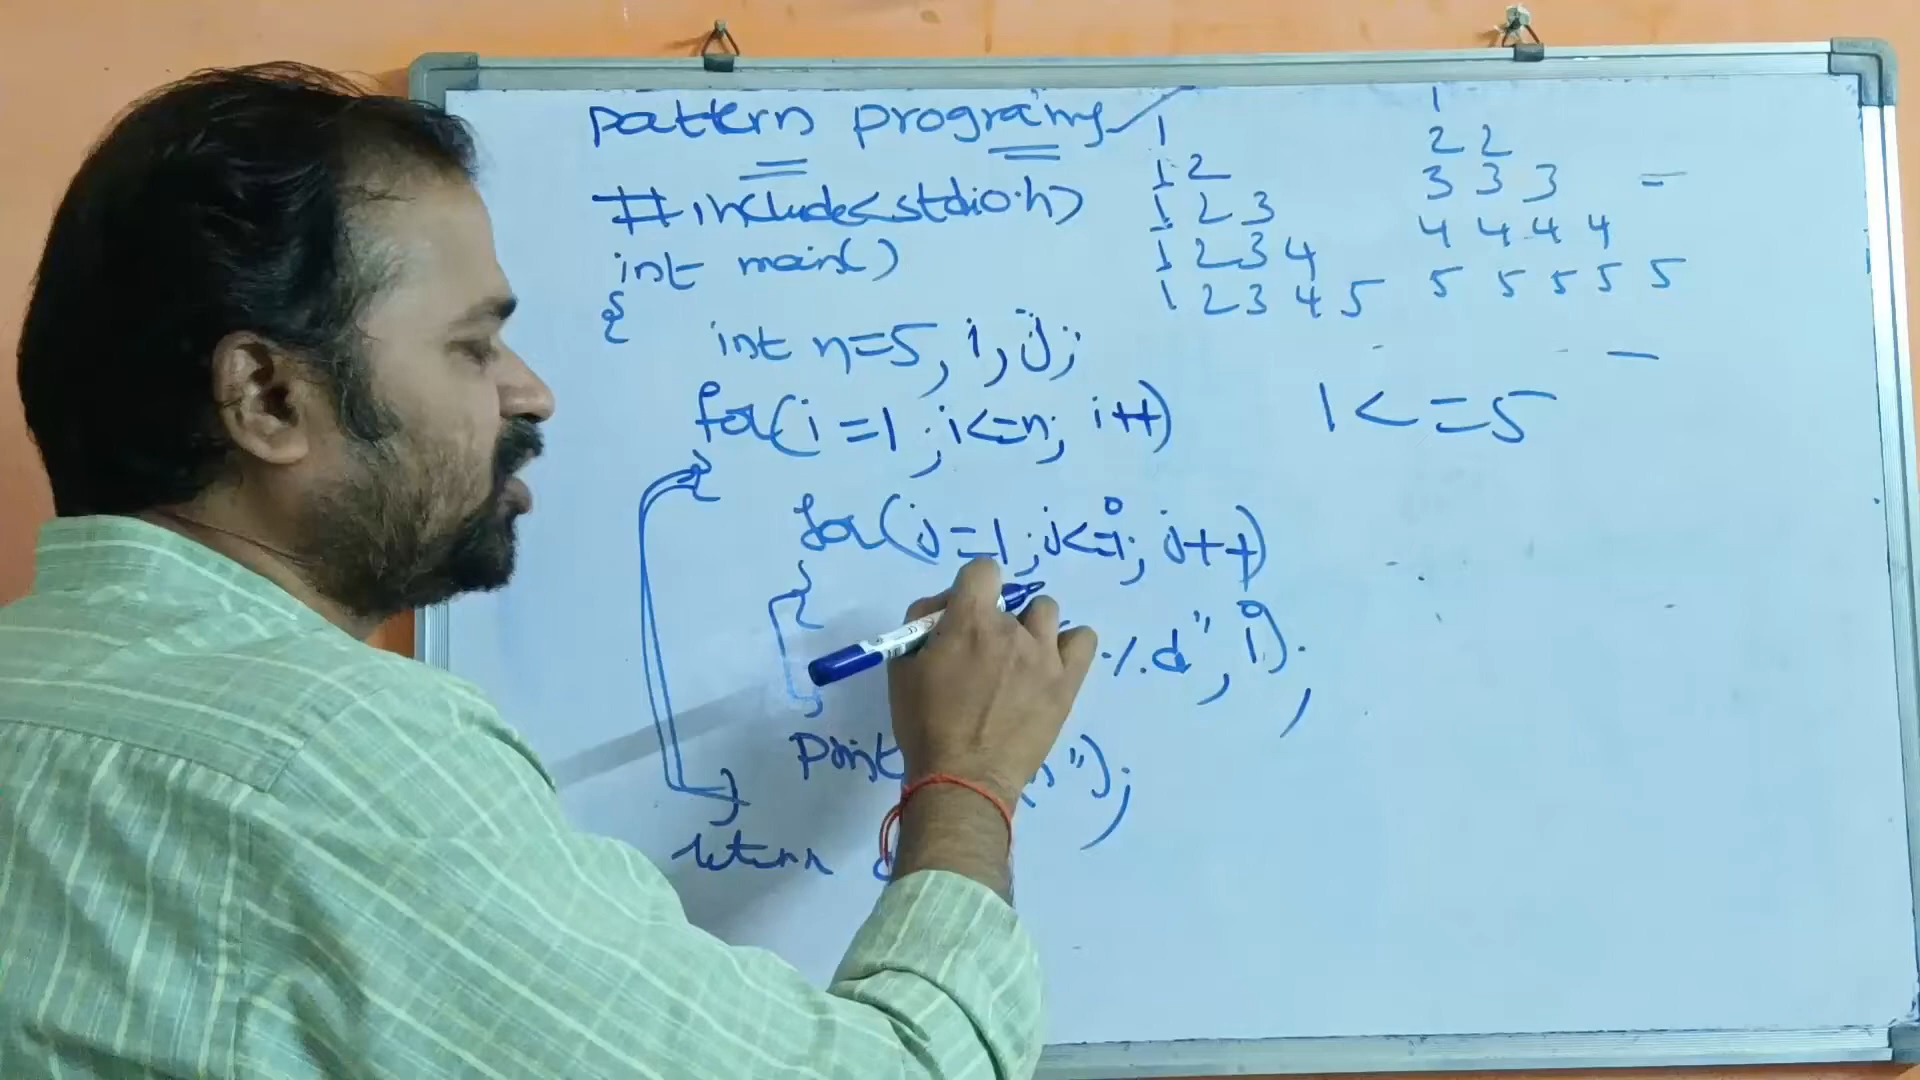 pattern programs
#include<stdio.h>
int main()
{
int n=5, i, j;
for(i=1; i<=n; i++)
{
for(j=1; j<=i; j++)
{
%d", i);
}
n");
}
return
1
1 2
1 2 3
1 2 3 4
1 2 3 4 5
1
2 2
3 3 3
4 4 4 4
5 5 5 5 5
1<=5